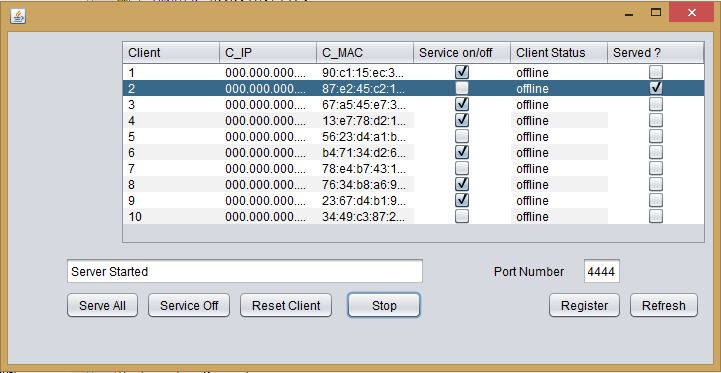 Client C_IP C_MAC Service on/off Client Status Served ?
1 000.000.000.... 90:c1:15:ec:3... offline
2 000.000.000.... 87:e2:45:c2:1... offline
3 000.000.000.... 67:a5:45:e7:3... offline
4 000.000.000.... 13:e7:78:d2:1... offline
5 000.000.000.... 56:23:d4:a1:b... offline
6 000.000.000.... b4:71:34:d2:6... offline
7 000.000.000.... 78:e4:b7:43:1... offline
8 000.000.000.... 76:34:b8:a6:9... offline
9 000.000.000.... 23:67:d4:b1:9... offline
10 000.000.000.... 34:49:c3:87:2... offline
Server Started Port Number 4444
Serve All Service Off Reset Client Stop Register Refresh